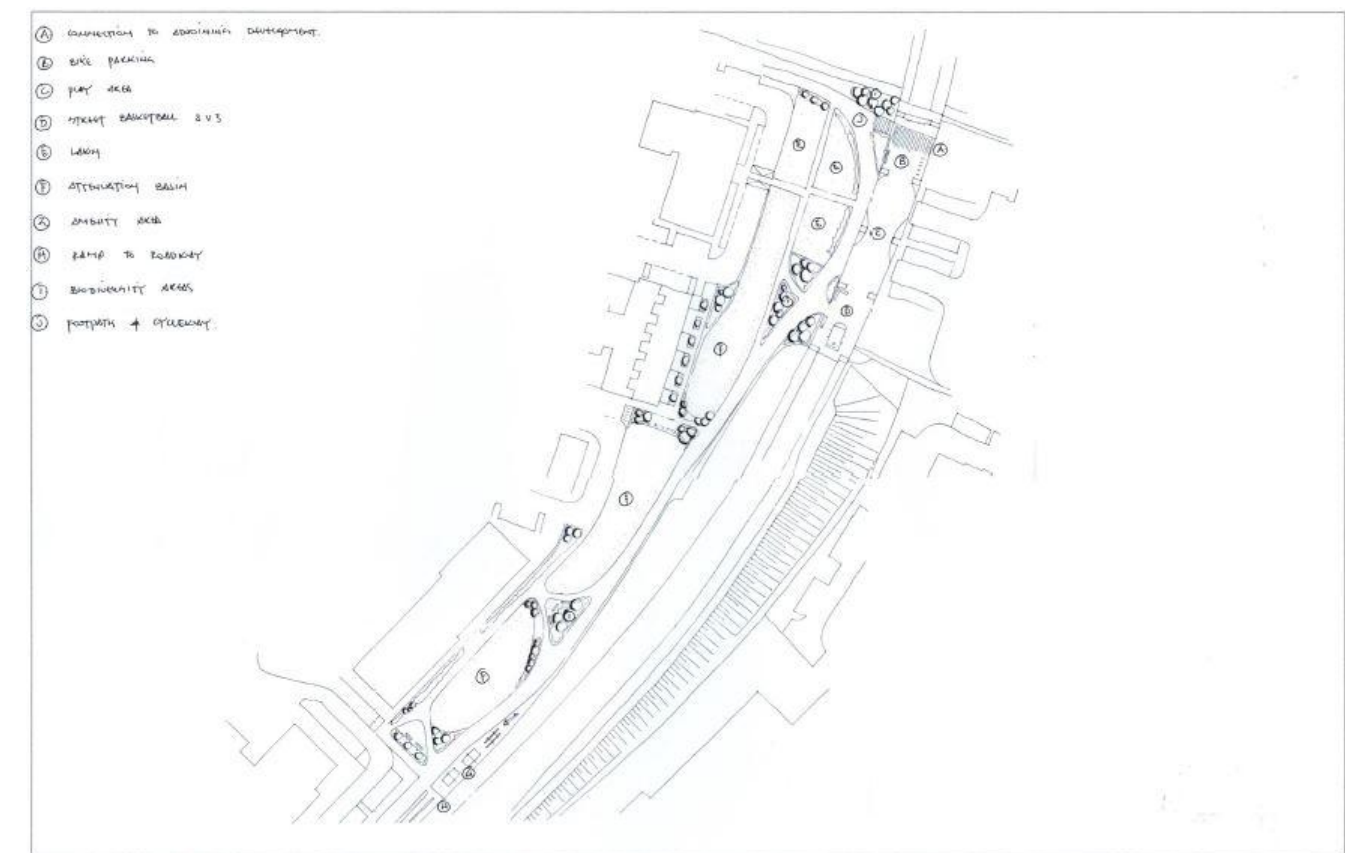 A CONNECTION TO ADJOINING DEVELOPMENT.
B BIKE PARKING
C PLAY AREA
D STREET BASKETBALL 3 V 3
E LAWN
F ATTENUATION BASIN
G AMENITY AREA
H RAMP TO ROADWAY
I BIODIVERSITY AREAS
J FOOTPATH & CYCLEWAY.
J
A
E
B
E
E
C
D
F
F
F
G
H